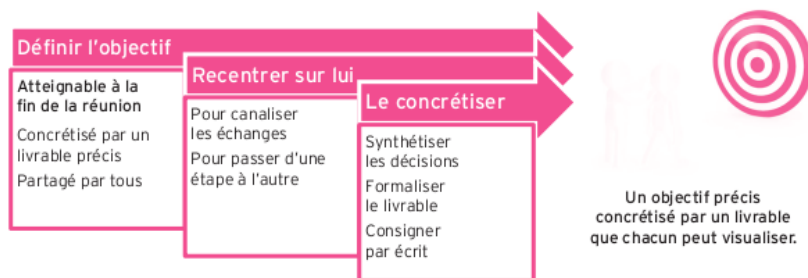 Définir l'objectif
Atteignable à la
fin de la réunion
Concrétisé par un
livrable précis
Partagé par tous
Recentrer sur lui
Pour canaliser
les échanges
Pour passer d'une
étape à l'autre
Le concrétiser
Synthétiser
les décisions
Formaliser
le livrable
Consigner
par écrit
Un objectif précis
concrétisé par un livrable
que chacun peut visualiser.